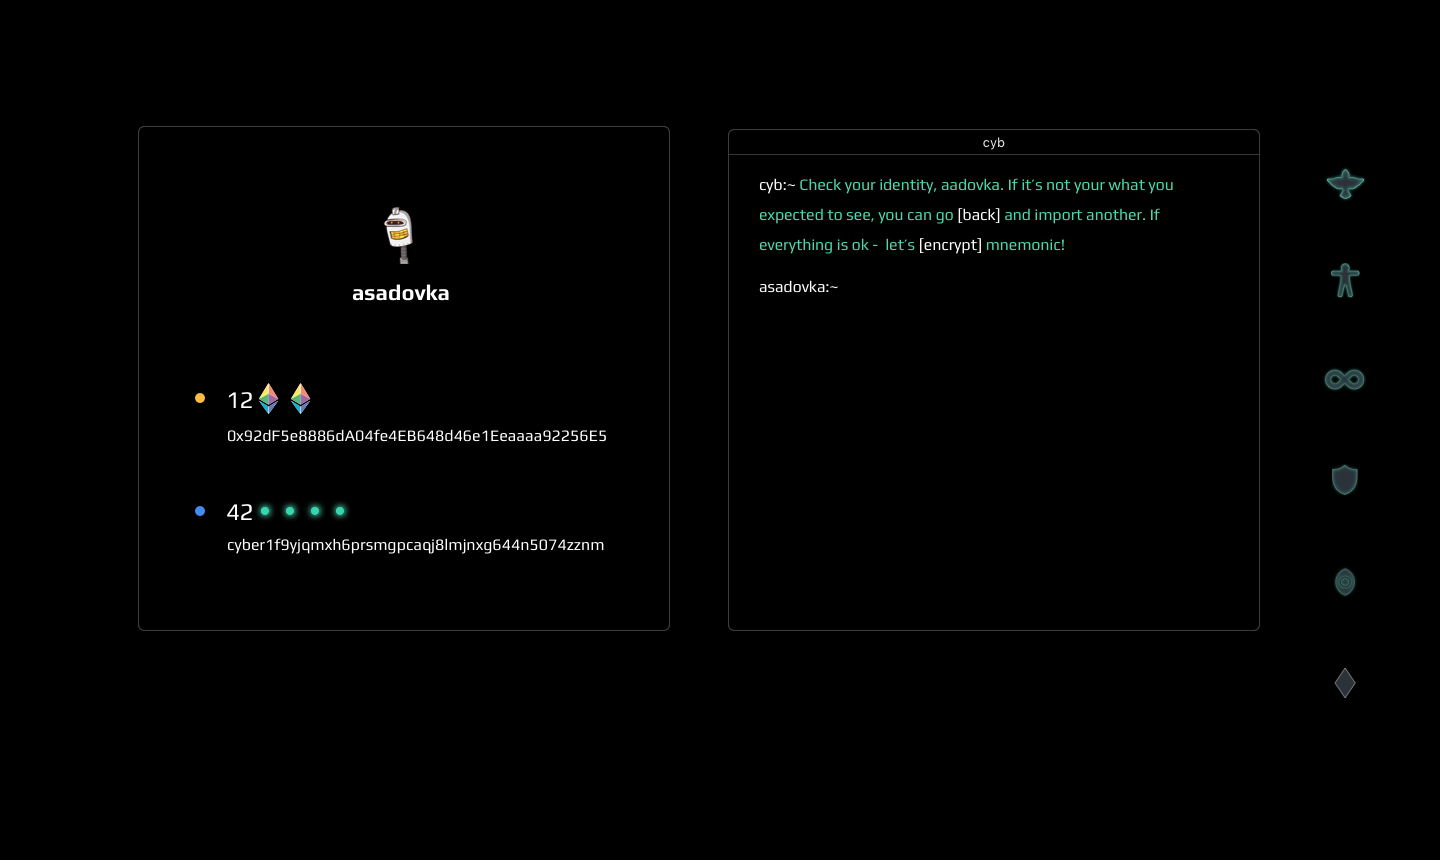 asadovka
12
0x92dF5e8886dA04fe4EB648d46e1Eeaaaa92256E5
42
cyber1f9yjqmxh6prsmgpcaqj8lmjnxg644n5074zznm
cyb
cyb:~ Check your identity, aadovka. If it´s not your what you
expected to see, you can go [back] and import another. If
everything is ok - let´s [encrypt] mnemonic!
asadovka:~